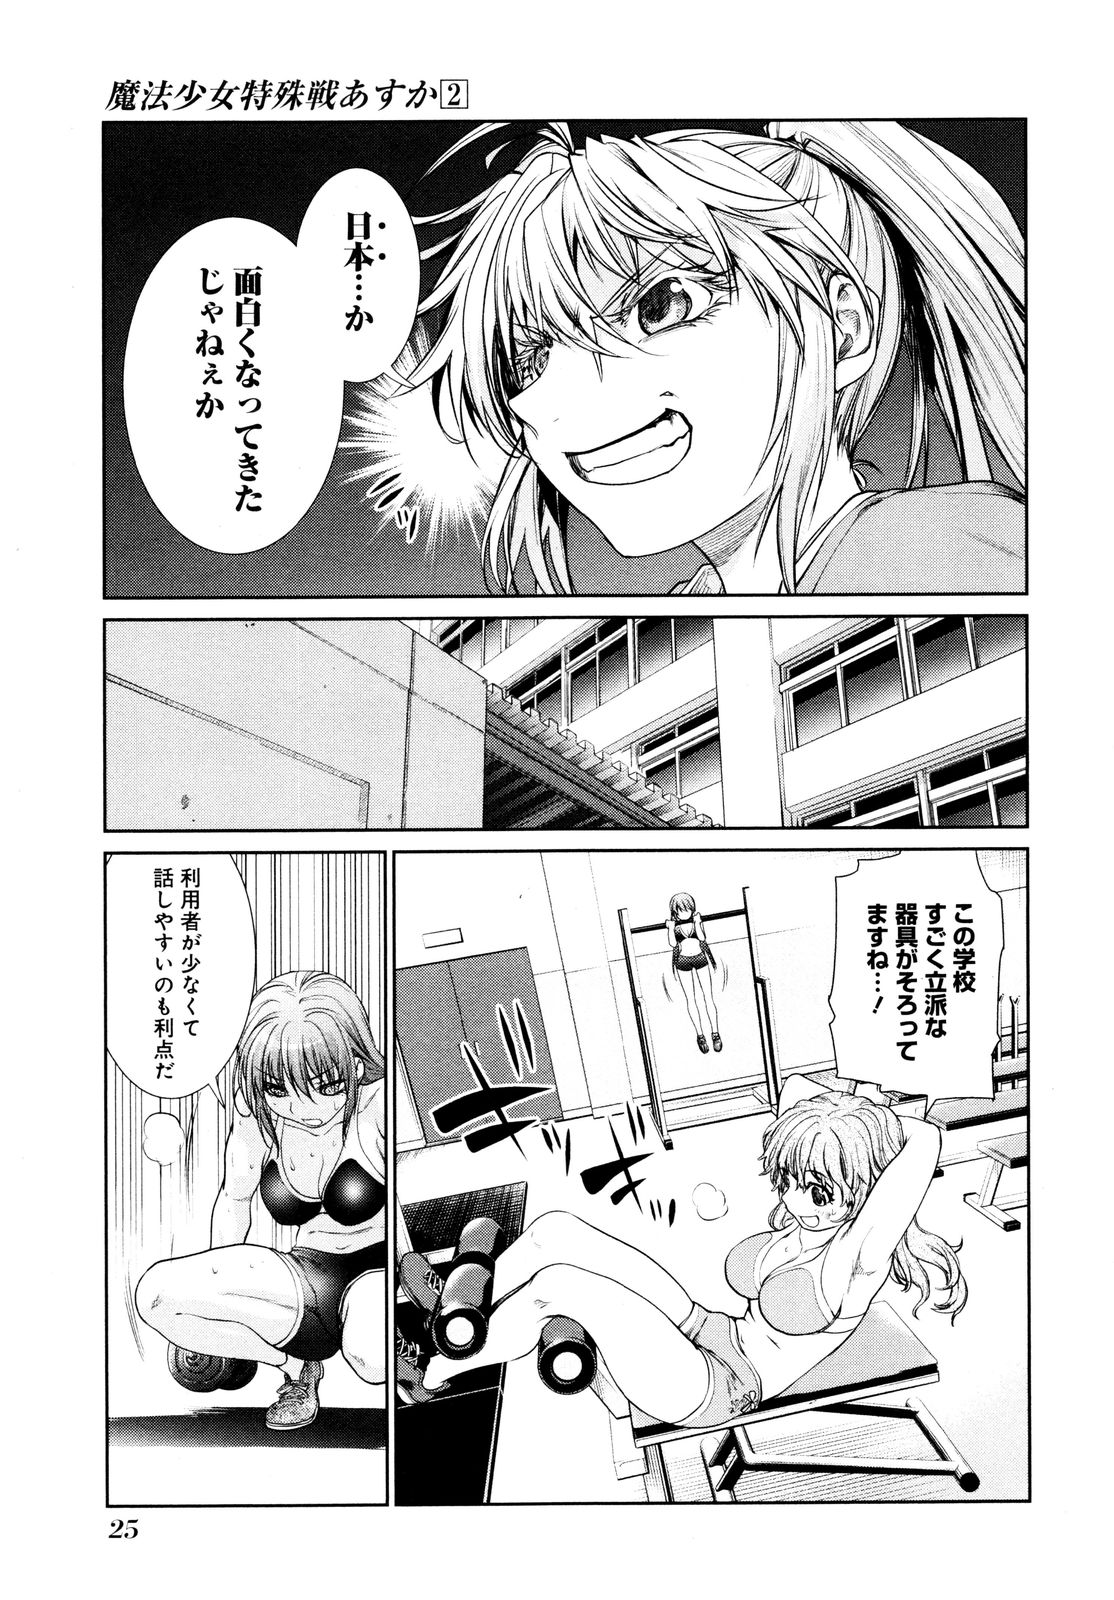 魔法少女特殊戦あすか2
日本…か
面白くなってきた
じゃねぇか
ニッ
この学校
すごく立派な
器具がそろって
ますね…!
ギッ
ギッ
利用者が少なくて
話しやすいのも利点だ
25